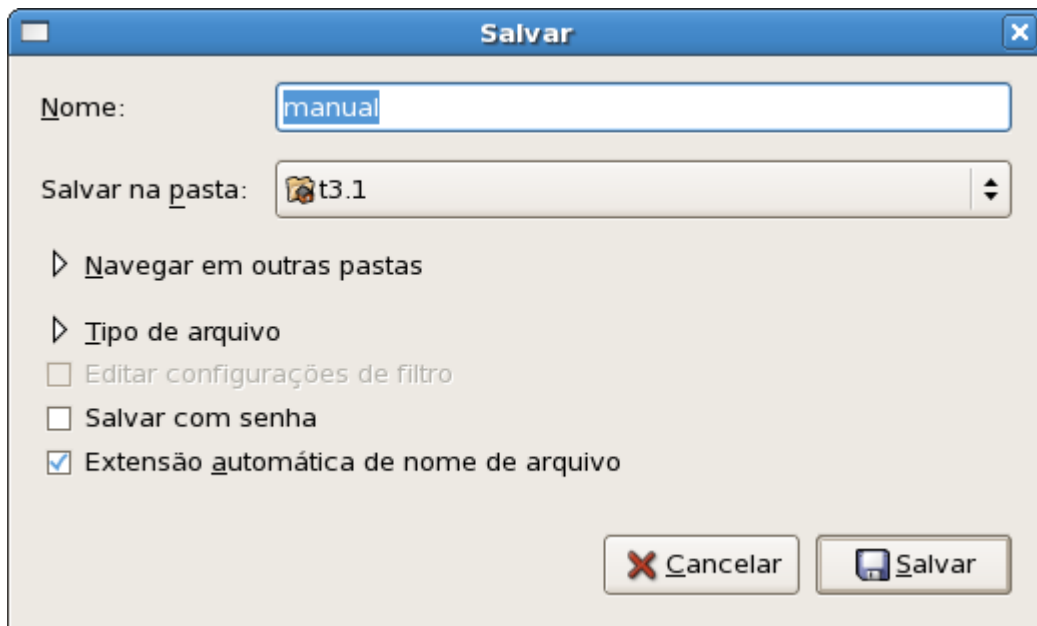 Salvar
Nome: manual
Salvar na pasta: t3.1
Navegar em outras pastas
Tipo de arquivo
Editar configurações de filtro
Salvar com senha
Extensão automática de nome de arquivo
Cancelar Salvar